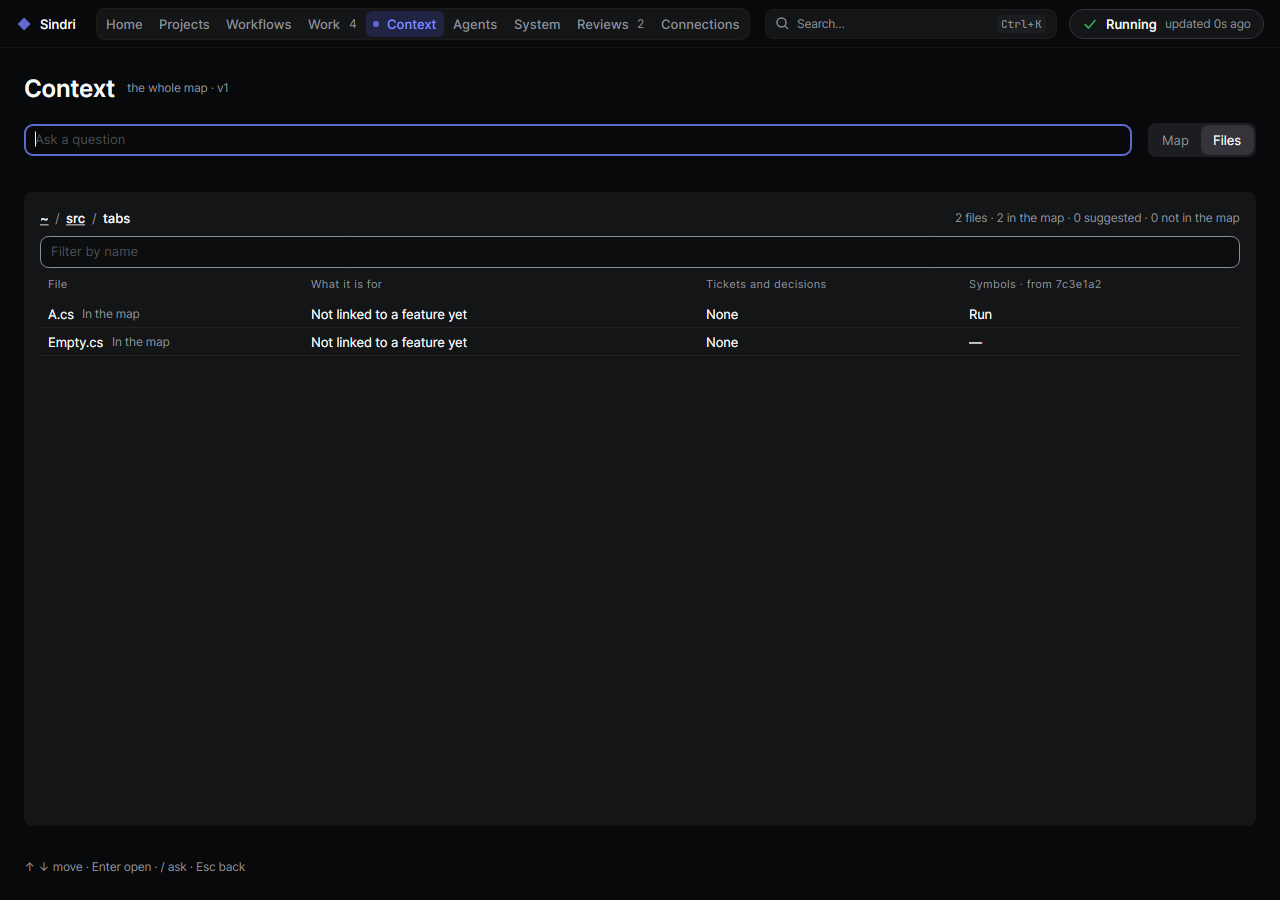 Sindri Home Projects Workflows Work 4 Context Agents System Reviews 2 Connections Search... Ctrl+K Running updated 0s ago
Context the whole map · v1
Ask a question Map Files
~ / src / tabs 2 files · 2 in the map · 0 suggested · 0 not in the map
Filter by name
File What it is for Tickets and decisions Symbols · from 7c3e1a2
A.cs In the map Not linked to a feature yet None Run
Empty.cs In the map Not linked to a feature yet None —
↑ ↓ move · Enter open · / ask · Esc back